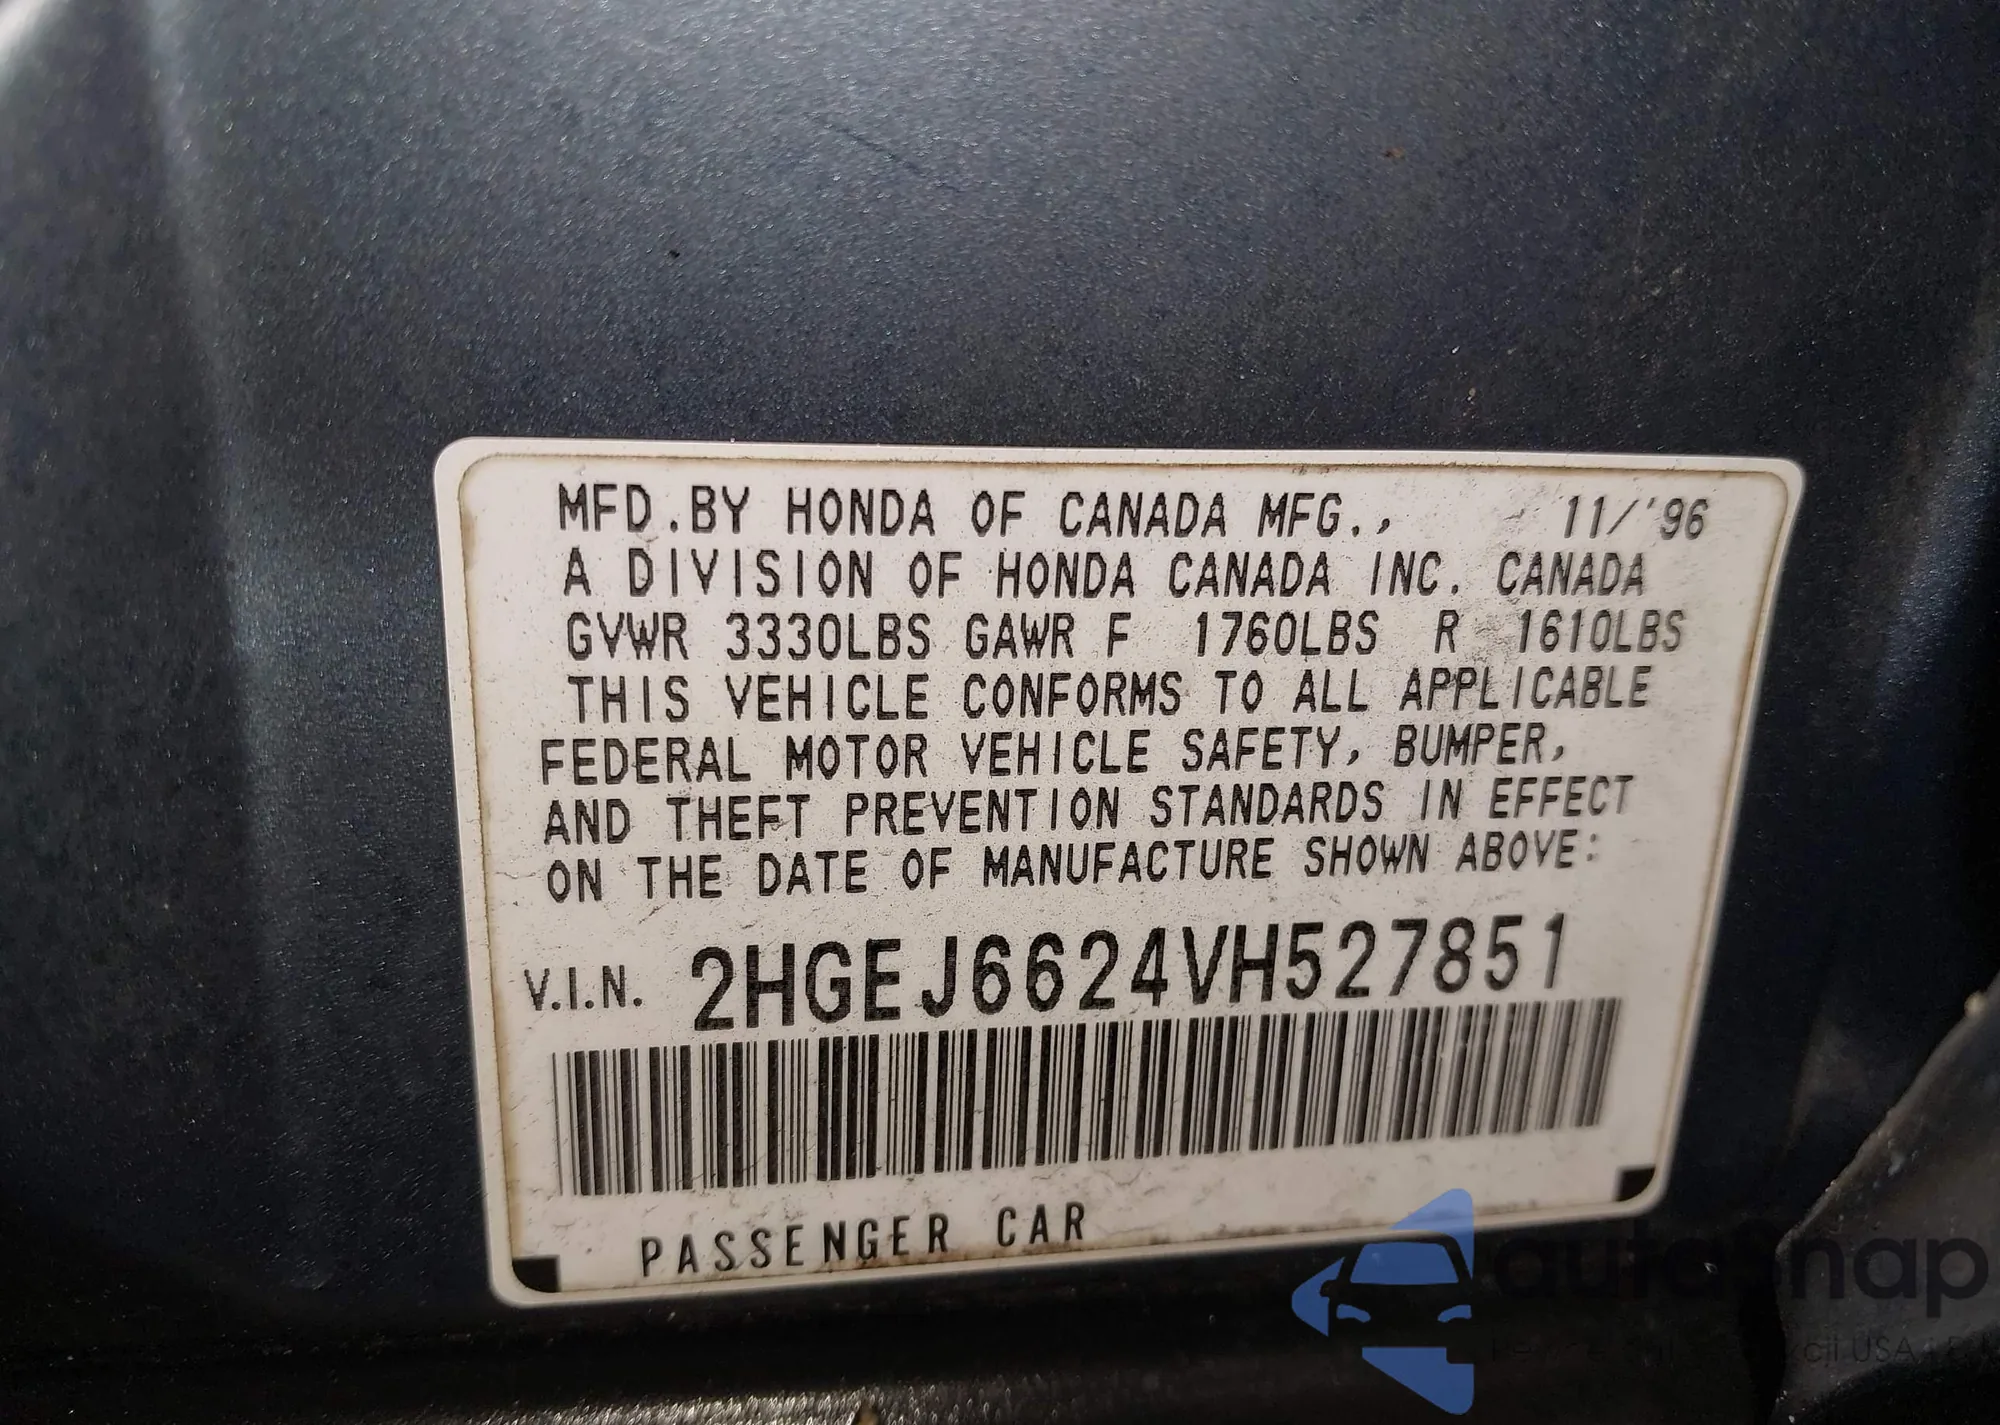 MFD.BY HONDA OF CANADA MFG., 11/'96
A DIVISION OF HONDA CANADA INC. CANADA
GVWR 3330LBS GAWR F 1760LBS R 1610LBS
THIS VEHICLE CONFORMS TO ALL APPLICABLE
FEDERAL MOTOR VEHICLE SAFETY, BUMPER,
AND THEFT PREVENTION STANDARDS IN EFFECT
ON THE DATE OF MANUFACTURE SHOWN ABOVE:
V.I.N. 2HGEJ6624VH527851
PASSENGER CAR
autosnap
USA